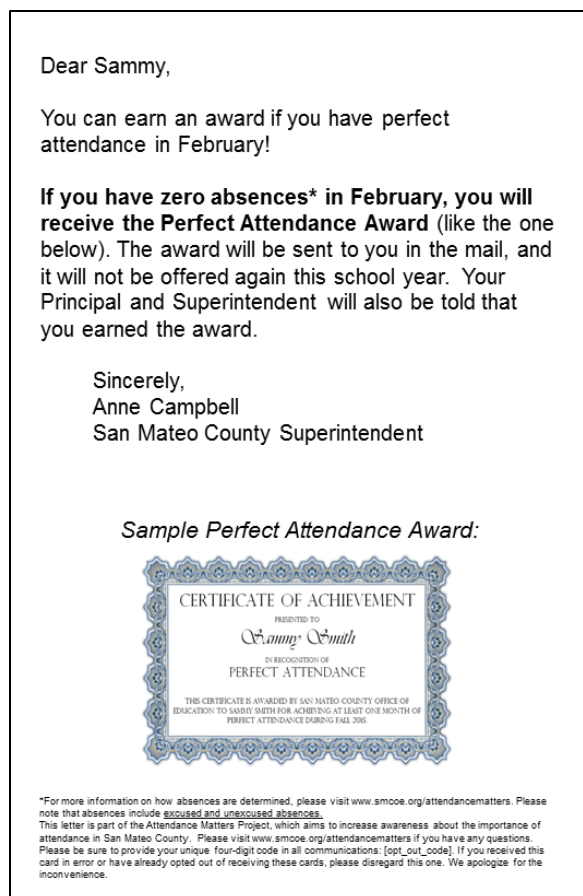 Dear Sammy,
You can earn an award if you have perfect
attendance in February!
If you have zero absences* in February, you will
receive the Perfect Attendance Award (like the one
below). The award will be sent to you in the mail, and
it will not be offered again this school year.  Your
Principal and Superintendent will also be told that
you earned the award.
Sincerely,
Anne Campbell
San Mateo County Superintendent
Sample Perfect Attendance Award:
CERTIFICATE OF ACHIEVEMENT
PRESENTED TO
Sammy Smith
IN RECOGNITION OF
PERFECT ATTENDANCE
THIS CERTIFICATE IS AWARDED BY SAN MATEO COUNTY OFFICE OF
EDUCATION TO SAMMY SMITH FOR ACHIEVING AT LEAST ONE MONTH OF
PERFECT ATTENDANCE DURING FALL 2015.
*For more information on how absences are determined, please visit www.smcoe.org/attendancematters. Please
note that absences include excused and unexcused absences.
This letter is part of the Attendance Matters Project, which aims to increase awareness about the importance of
attendance in San Mateo County.  Please visit www.smcoe.org/attendancematters if you have any questions.
Please be sure to provide your unique four-digit code in all communications: [opt_out_code]. If you received this
card in error or have already opted out of receiving these cards, please disregard this one. We apologize for the
inconvenience.